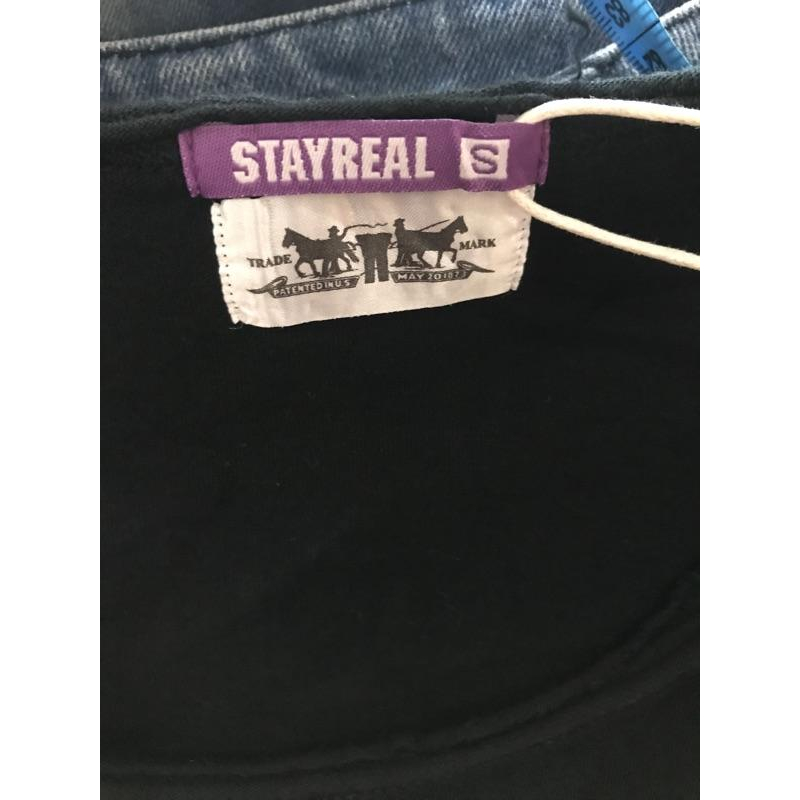 STAYREAL S
TRADE MARK
PATENTED IN U.S MAY 20 1873